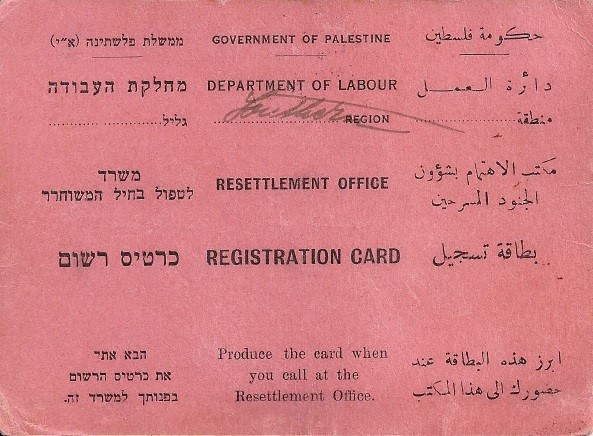 ממשלת פלשתינה (א״י) GOVERNMENT OF PALESTINE حكومة فلسطين
מחלקת העבודה DEPARTMENT OF LABOUR دائرة العمل
גליל Southern REGION منطقة
משרד
לטפול בחיל המשוחרר
RESETTLEMENT OFFICE
مكتب الاهتمام بشؤون
الجنود المسرحين
כרטיס רשום REGISTRATION CARD بطاقة تسجيل
הבא אתך
את כרטיס הרשום
בפנותך למשרד זה.
Produce the card when
you call at the
Resettlement Office.
ابرز هذه البطاقة عند
حضورك الى هذا المكتب